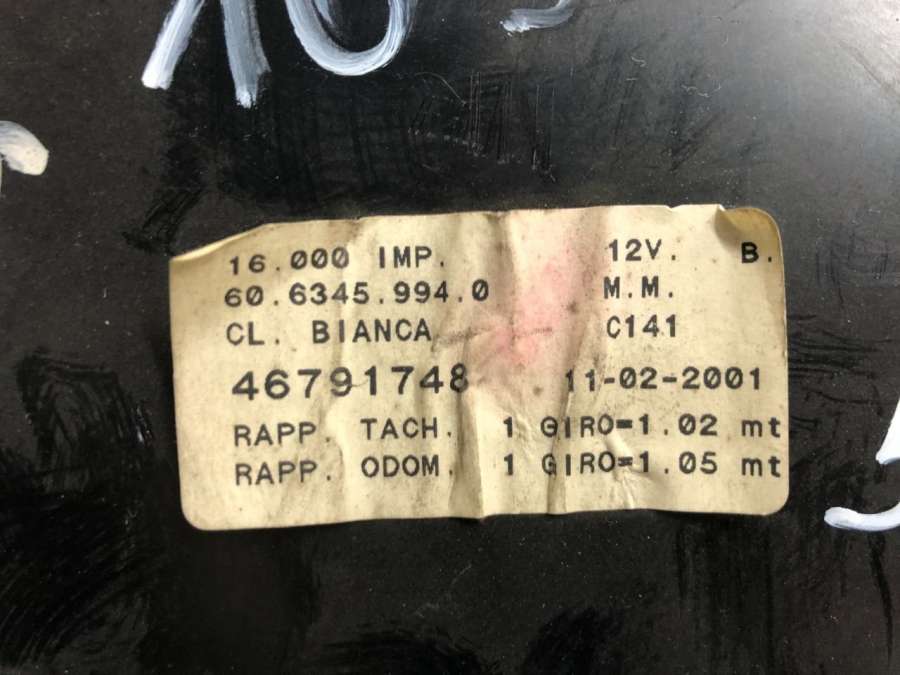 16.000 IMP. 12V. B.
60.6345.994.0 M.M.
CL. BIANCA C141
46791748 11-02-2001
RAPP. TACH. 1 GIRO=1.02 mt
RAPP. ODOM. 1 GIRO=1.05 mt